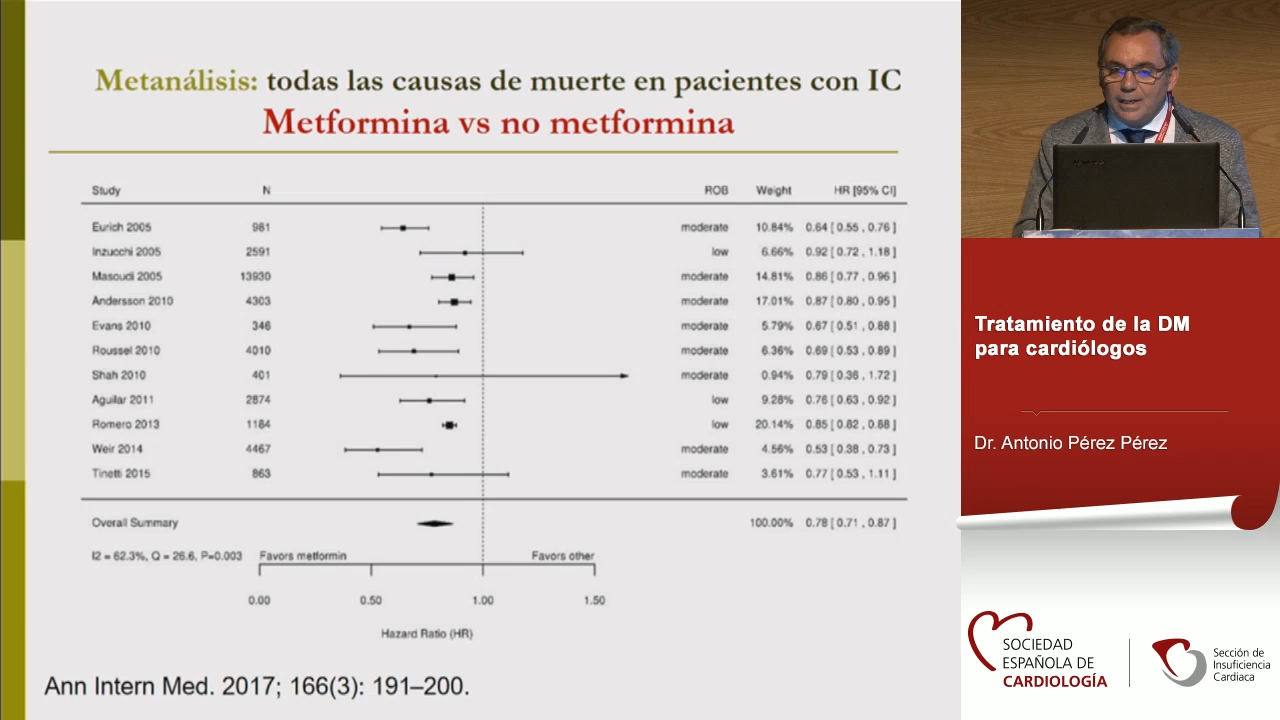 Metanálisis: todas las causas de muerte en pacientes con IC
Metformina vs no metformina
Study N ROB Weight HR [95% CI]
Eurich 2005 981 moderate 10.84% 0.64 [ 0.55 , 0.76 ]
Inzucchi 2005 2591 low 6.66% 0.92 [ 0.72 , 1.18 ]
Masoudi 2005 13930 moderate 14.81% 0.86 [ 0.77 , 0.96 ]
Andersson 2010 4303 moderate 17.01% 0.87 [ 0.80 , 0.95 ]
Evans 2010 346 moderate 5.79% 0.67 [ 0.51 , 0.88 ]
Roussel 2010 4010 moderate 6.36% 0.69 [ 0.53 , 0.89 ]
Shah 2010 401 moderate 0.94% 0.79 [ 0.36 , 1.72 ]
Aguilar 2011 2874 low 9.28% 0.76 [ 0.63 , 0.92 ]
Romero 2013 1184 low 20.14% 0.85 [ 0.82 , 0.88 ]
Weir 2014 4467 moderate 4.56% 0.53 [ 0.38 , 0.73 ]
Tinetti 2015 863 moderate 3.61% 0.77 [ 0.53 , 1.11 ]
Overall Summary 100.00% 0.78 [ 0.71 , 0.87 ]
I2 = 62.3%, Q = 26.6, P=0.003 Favors metformin Favors other
0.00 0.50 1.00 1.50
Hazard Ratio (HR)
Ann Intern Med. 2017; 166(3): 191–200.
Tratamiento de la DM
para cardiólogos
Dr. Antonio Pérez Pérez
SOCIEDAD
ESPAÑOLA DE
CARDIOLOGÍA
Sección de
Insuficiencia
Cardiaca